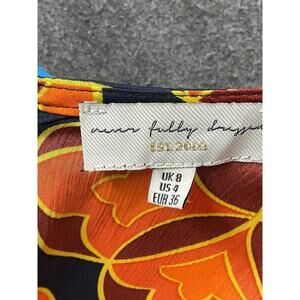 never fully dressed
EST.2009
UK 8
US 4
EUR 36